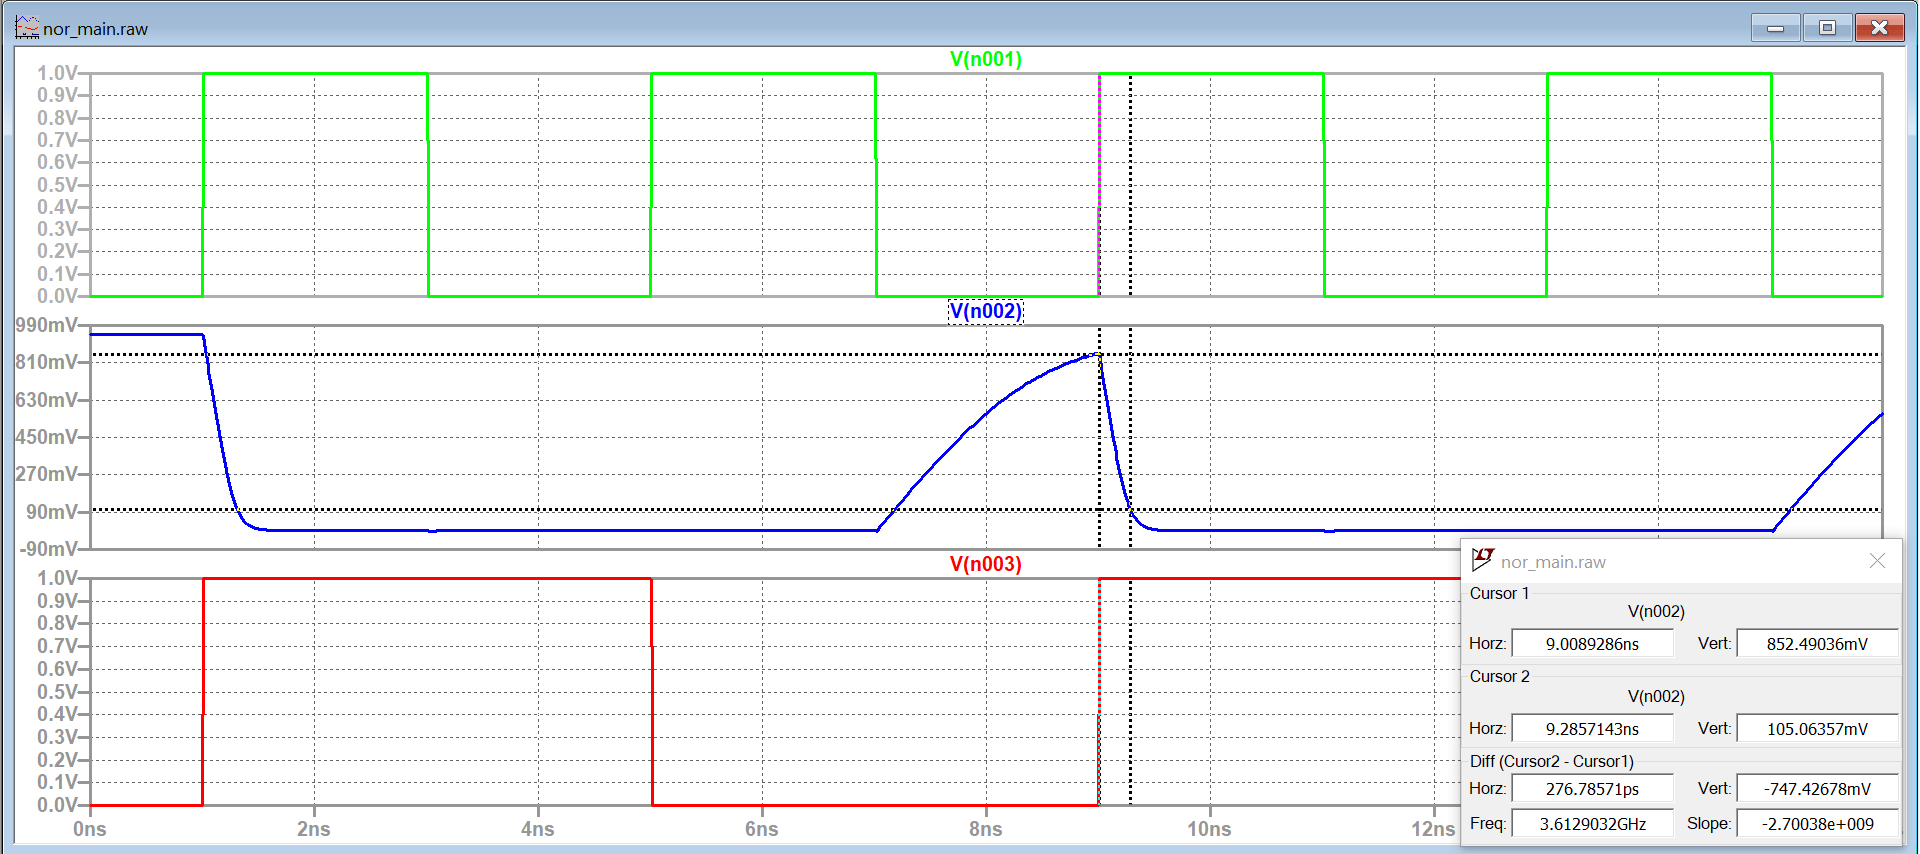 nor_main.raw
V(n001)
1.0V
0.9V
0.8V
0.7V
0.6V
0.5V
0.4V
0.3V
0.2V
0.1V
0.0V
V(n002)
990mV
810mV
630mV
450mV
270mV
90mV
-90mV
V(n003)
1.0V
0.9V
0.8V
0.7V
0.6V
0.5V
0.4V
0.3V
0.2V
0.1V
0.0V
0ns 2ns 4ns 6ns 8ns 10ns 12ns
nor_main.raw
Cursor 1
V(n002)
Horz: 9.0089286ns Vert: 852.49036mV
Cursor 2
V(n002)
Horz: 9.2857143ns Vert: 105.06357mV
Diff (Cursor2 - Cursor1)
Horz: 276.78571ps Vert: -747.42678mV
Freq: 3.6129032GHz Slope: -2.70038e+009